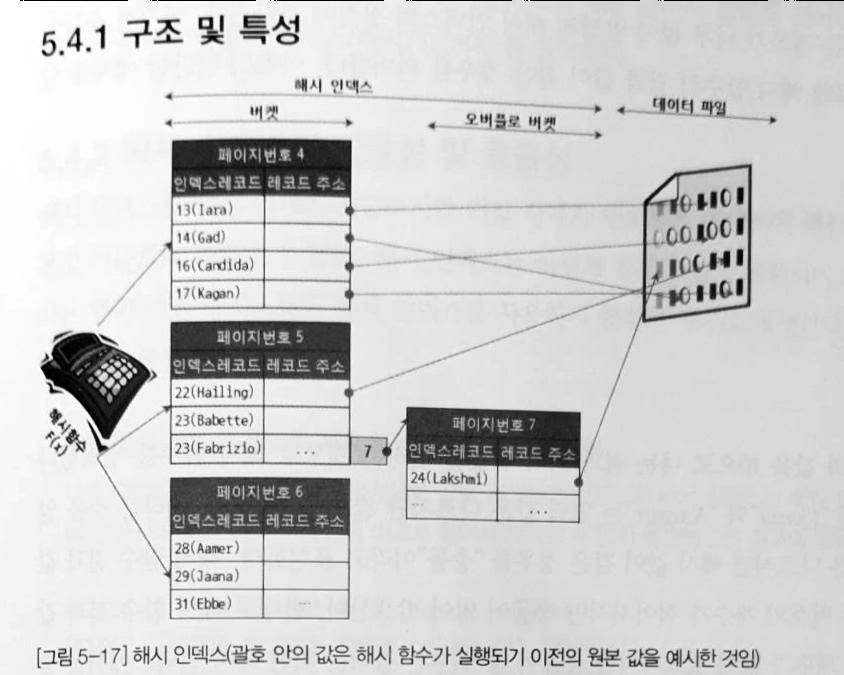 5.4.1 구조 및 특성
해시 인덱스
버켓
오버플로 버켓
데이터 파일
페이지번호 4
인덱스레코드 레코드 주소
13(Iara)
14(Gad)
16(Candida)
17(Kagan)
페이지번호 5
인덱스레코드 레코드 주소
22(Hailing)
23(Babette)
23(Fabrizio) ... 7
해시함수
F(x)
페이지번호 7
인덱스레코드 레코드 주소
24(Lakshmi)
... ...
페이지번호 6
인덱스레코드 레코드 주소
28(Aamer)
29(Jaana)
31(Ebbe) ...
[그림 5-17] 해시 인덱스(괄호 안의 값은 해시 함수가 실행되기 이전의 원본 값을 예시한 것임)